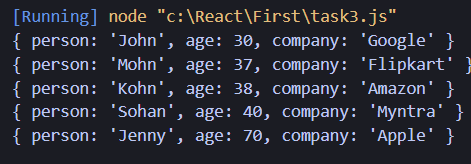 [Running] node "c:\React\First\task3.js"
{ person: 'John', age: 30, company: 'Google' }
{ person: 'Mohn', age: 37, company: 'Flipkart' }
{ person: 'Kohn', age: 38, company: 'Amazon' }
{ person: 'Sohan', age: 40, company: 'Myntra' }
{ person: 'Jenny', age: 70, company: 'Apple' }